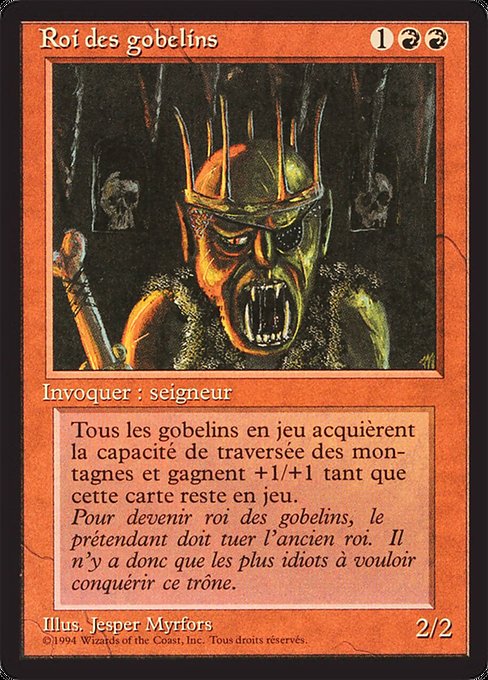 Roi des gobelins 1
Invoquer : seigneur
Tous les gobelins en jeu acquièrent
la capacité de traversée des mon-
tagnes et gagnent +1/+1 tant que
cette carte reste en jeu.
Pour devenir roi des gobelins, le
prétendant doit tuer l'ancien roi. Il
n'y a donc que les plus idiots à vouloir
conquérir ce trône.
Illus. Jesper Myrfors
©1994 Wizards of the Coast, Inc. Tous droits réservés.
2/2